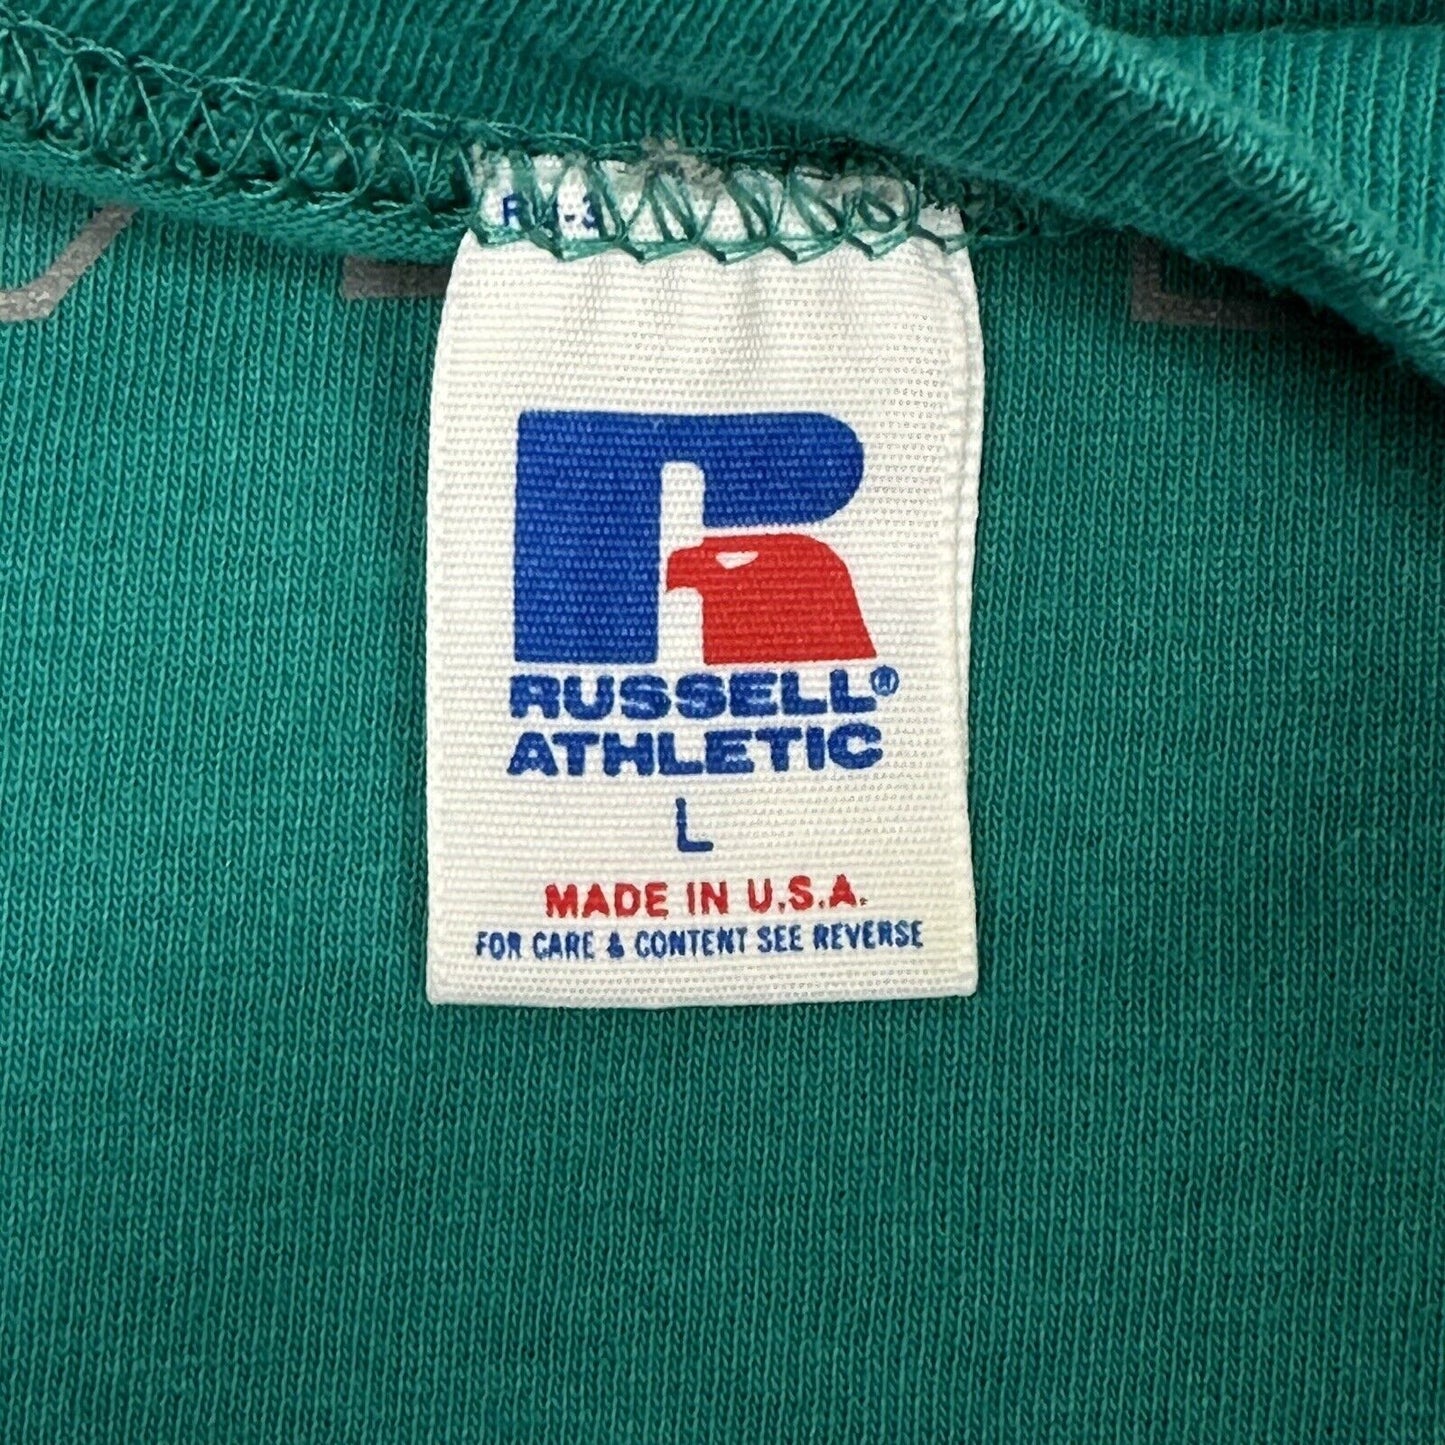 RUSSELL®
ATHLETIC
L
MADE IN U.S.A.
FOR CARE & CONTENT SEE REVERSE